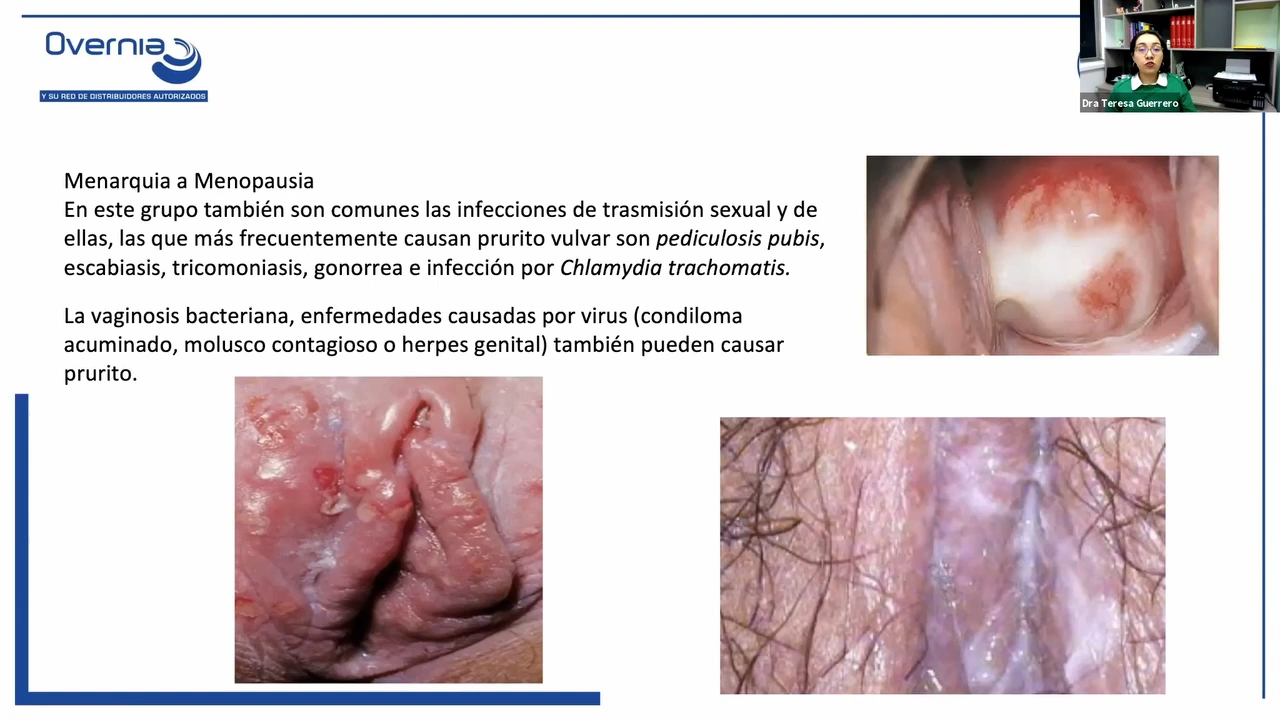 Overnia
Y SU RED DE DISTRIBUIDORES AUTORIZADOS
Dra Teresa Guerrero
Menarquia a Menopausia
En este grupo también son comunes las infecciones de trasmisión sexual y de
ellas, las que más frecuentemente causan prurito vulvar son pediculosis pubis,
escabiasis, tricomoniasis, gonorrea e infección por Chlamydia trachomatis.
La vaginosis bacteriana, enfermedades causadas por virus (condiloma
acuminado, molusco contagioso o herpes genital) también pueden causar
prurito.